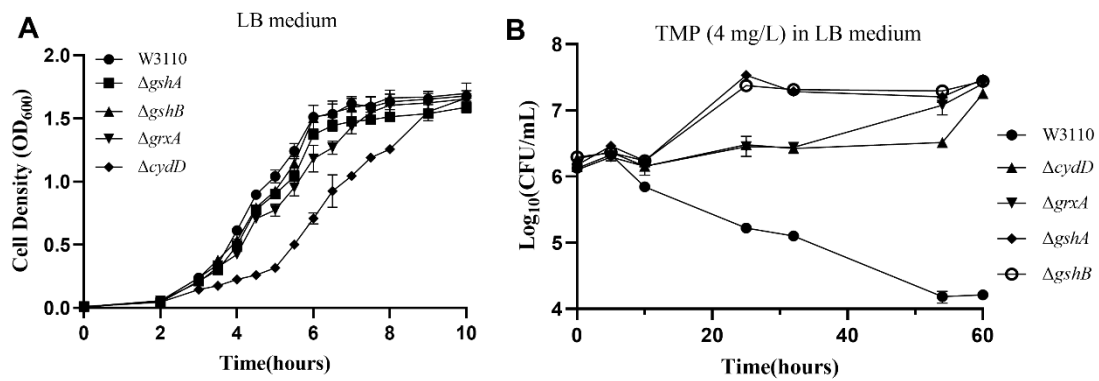 A
LB medium
W3110
ΔgshA
ΔgshB
ΔgrxA
ΔcydD
Cell Density (OD600)
2.0
1.5
1.0
0.5
0.0
0 2 4 6 8 10
Time(hours)
B
TMP (4 mg/L) in LB medium
Log10(CFU/mL)
8
7
6
5
4
W3110
ΔcydD
ΔgrxA
ΔgshA
ΔgshB
0 20 40 60
Time(hours)